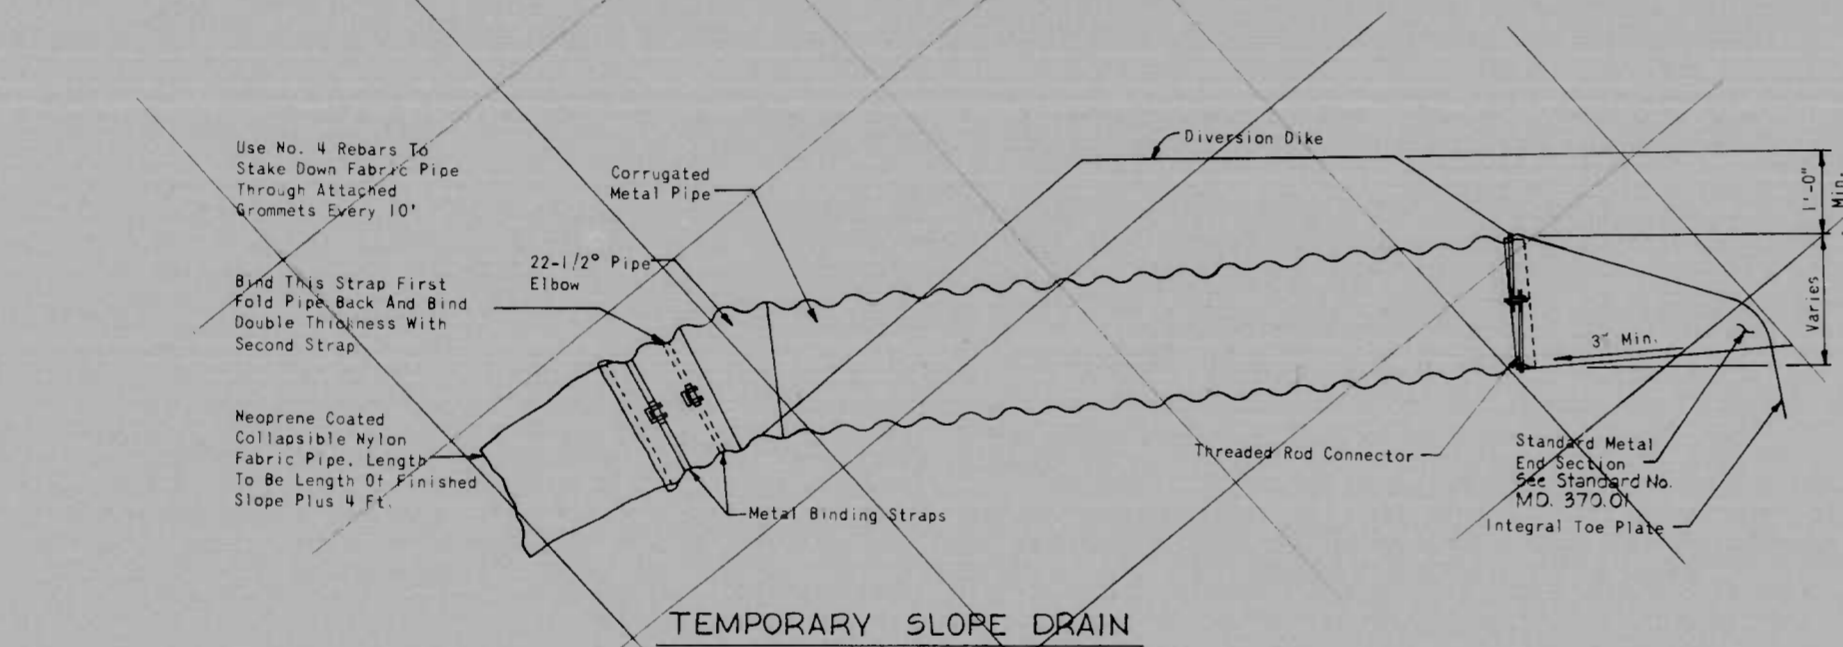 Use No. 4 Rebars To
Stake Down Fabric Pipe
Through Attached
Grommets Every 10'
Bind This Strap First
Fold Pipe Back And Bind
Double Thickness With
Second Strap
Neoprene Coated
Collapsible Nylon
Fabric Pipe. Length
To Be Length Of Finished
Slope Plus 4 Ft.
22-1/2° Pipe
Elbow
Corrugated
Metal Pipe
Metal Binding Straps
Diversion Dike
1'-0"
Min.
Varies
3" Min.
Threaded Rod Connector
Standard Metal
End Section
See Standard No.
MD. 370.01
Integral Toe Plate
TEMPORARY SLOPE DRAIN